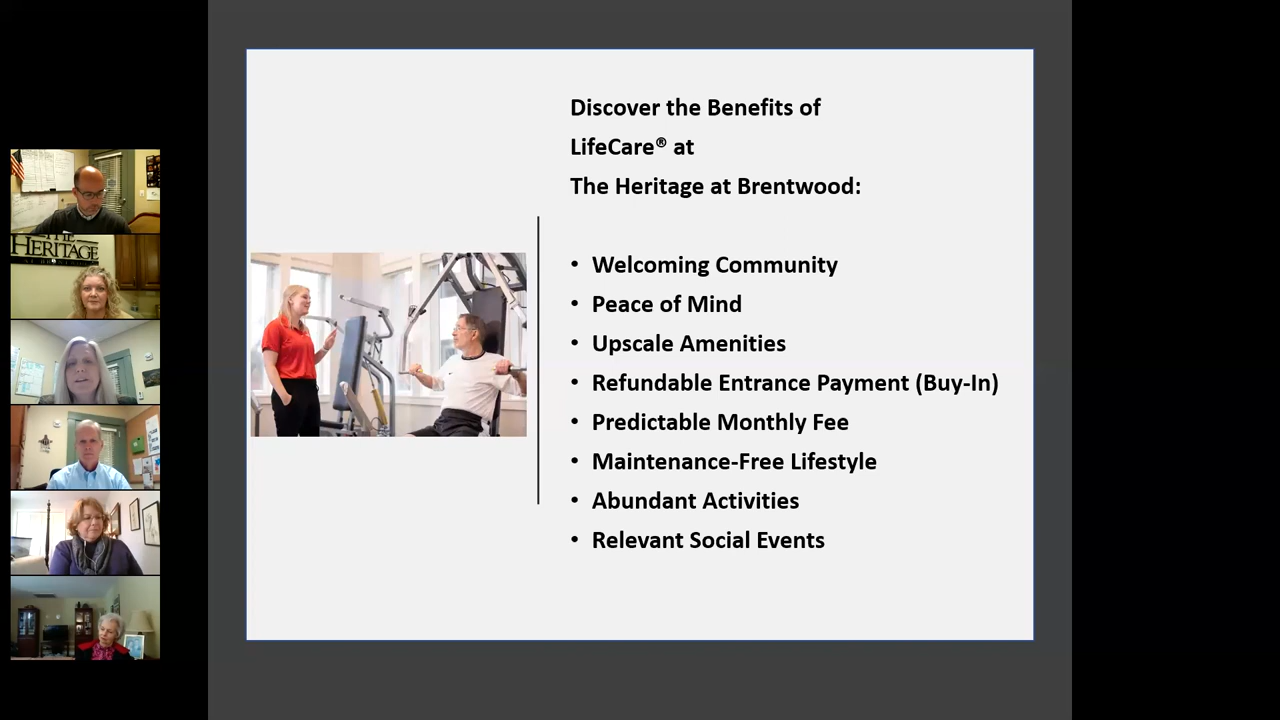 THE
HERITAGE
Discover the Benefits of
LifeCare® at
The Heritage at Brentwood:
• Welcoming Community
• Peace of Mind
• Upscale Amenities
• Refundable Entrance Payment (Buy-In)
• Predictable Monthly Fee
• Maintenance-Free Lifestyle
• Abundant Activities
• Relevant Social Events